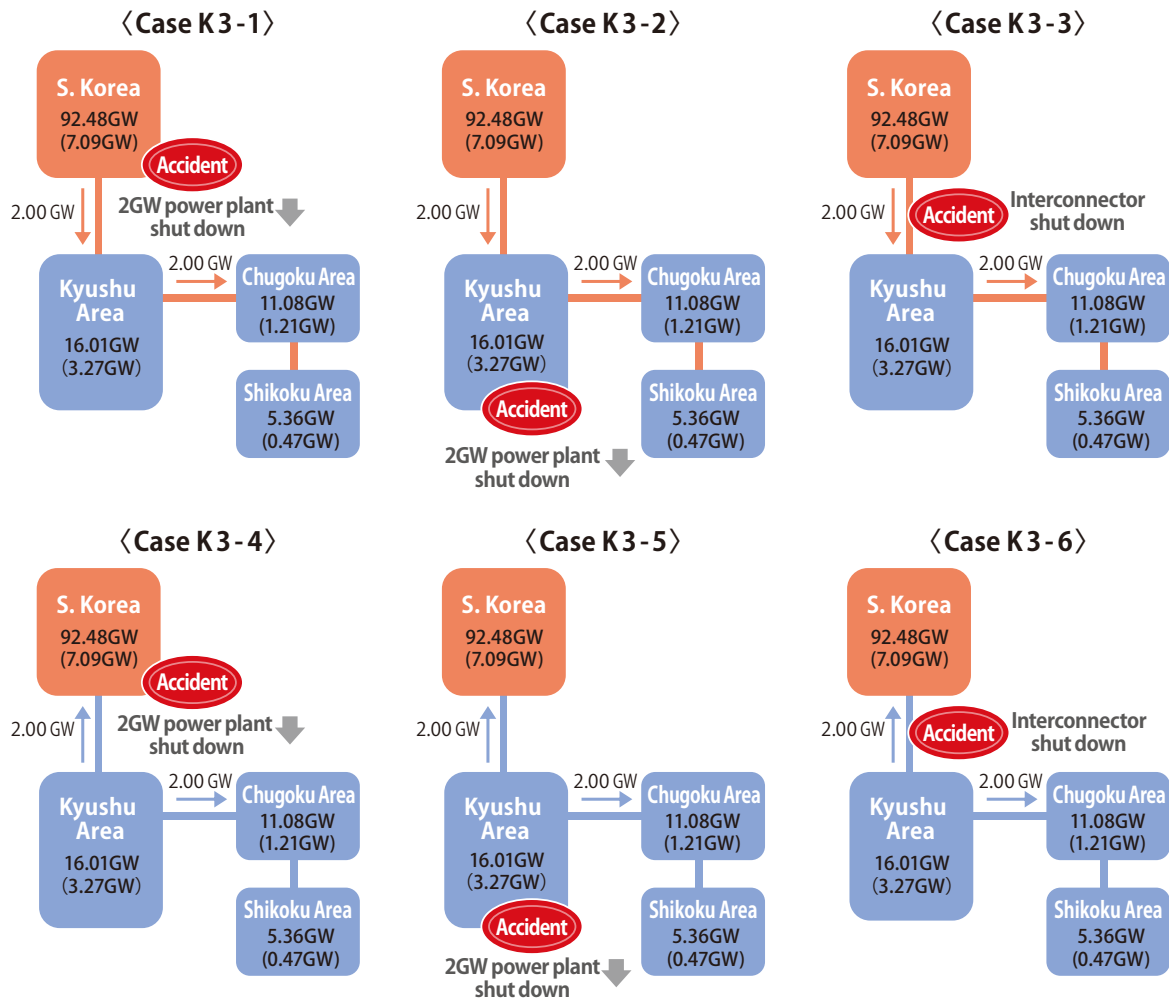 〈Case K3-1〉
S. Korea
92.48GW
(7.09GW)
Accident
2GW power plant
shut down
2.00 GW
2.00 GW
Kyushu
Area
16.01GW
(3.27GW)
Chugoku Area
11.08GW
(1.21GW)
Shikoku Area
5.36GW
(0.47GW)
〈Case K3-2〉
S. Korea
92.48GW
(7.09GW)
2.00 GW
2.00 GW
Kyushu
Area
16.01GW
(3.27GW)
Accident
2GW power plant
shut down
Chugoku Area
11.08GW
(1.21GW)
Shikoku Area
5.36GW
(0.47GW)
〈Case K3-3〉
S. Korea
92.48GW
(7.09GW)
2.00 GW
Accident
Interconnector
shut down
2.00 GW
Kyushu
Area
16.01GW
(3.27GW)
Chugoku Area
11.08GW
(1.21GW)
Shikoku Area
5.36GW
(0.47GW)
〈Case K3-4〉
S. Korea
92.48GW
(7.09GW)
Accident
2GW power plant
shut down
2.00 GW
2.00 GW
Kyushu
Area
16.01GW
(3.27GW)
Chugoku Area
11.08GW
(1.21GW)
Shikoku Area
5.36GW
(0.47GW)
〈Case K3-5〉
S. Korea
92.48GW
(7.09GW)
2.00 GW
2.00 GW
Kyushu
Area
16.01GW
(3.27GW)
Accident
2GW power plant
shut down
Chugoku Area
11.08GW
(1.21GW)
Shikoku Area
5.36GW
(0.47GW)
〈Case K3-6〉
S. Korea
92.48GW
(7.09GW)
2.00 GW
Accident
Interconnector
shut down
2.00 GW
Kyushu
Area
16.01GW
(3.27GW)
Chugoku Area
11.08GW
(1.21GW)
Shikoku Area
5.36GW
(0.47GW)